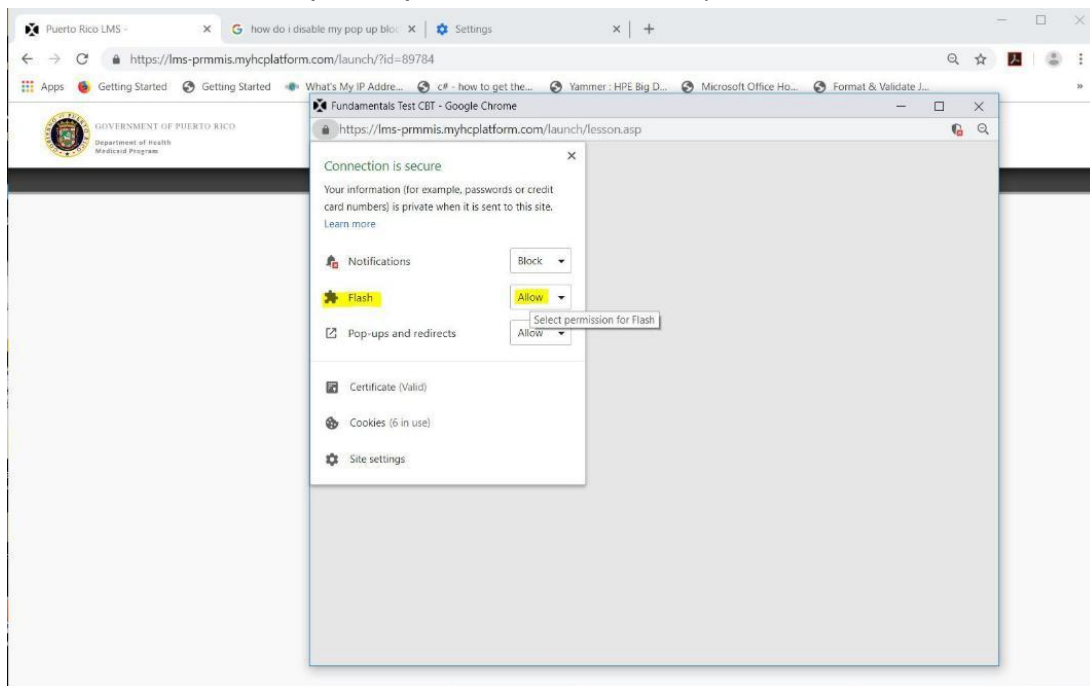 Puerto Rico LMS -
how do i disable my pop up bloc
Settings
https://lms-prmmis.myhcplatform.com/launch/?id=89784
Apps
Getting Started
Getting Started
What's My IP Addre...
c# - how to get the...
Yammer : HPE Big D...
Microsoft Office Ho...
Format & Validate J...
»
GOVERNMENT OF PUERTO RICO
Department of Health
Medicaid Program
Fundamentals Test CBT - Google Chrome
https://lms-prmmis.myhcplatform.com/launch/lesson.asp
Connection is secure
Your information (for example, passwords or credit
card numbers) is private when it is sent to this site.
Learn more
Notifications
Block
Flash
Allow
Select permission for Flash
Pop-ups and redirects
Allow
Certificate (Valid)
Cookies (6 in use)
Site settings